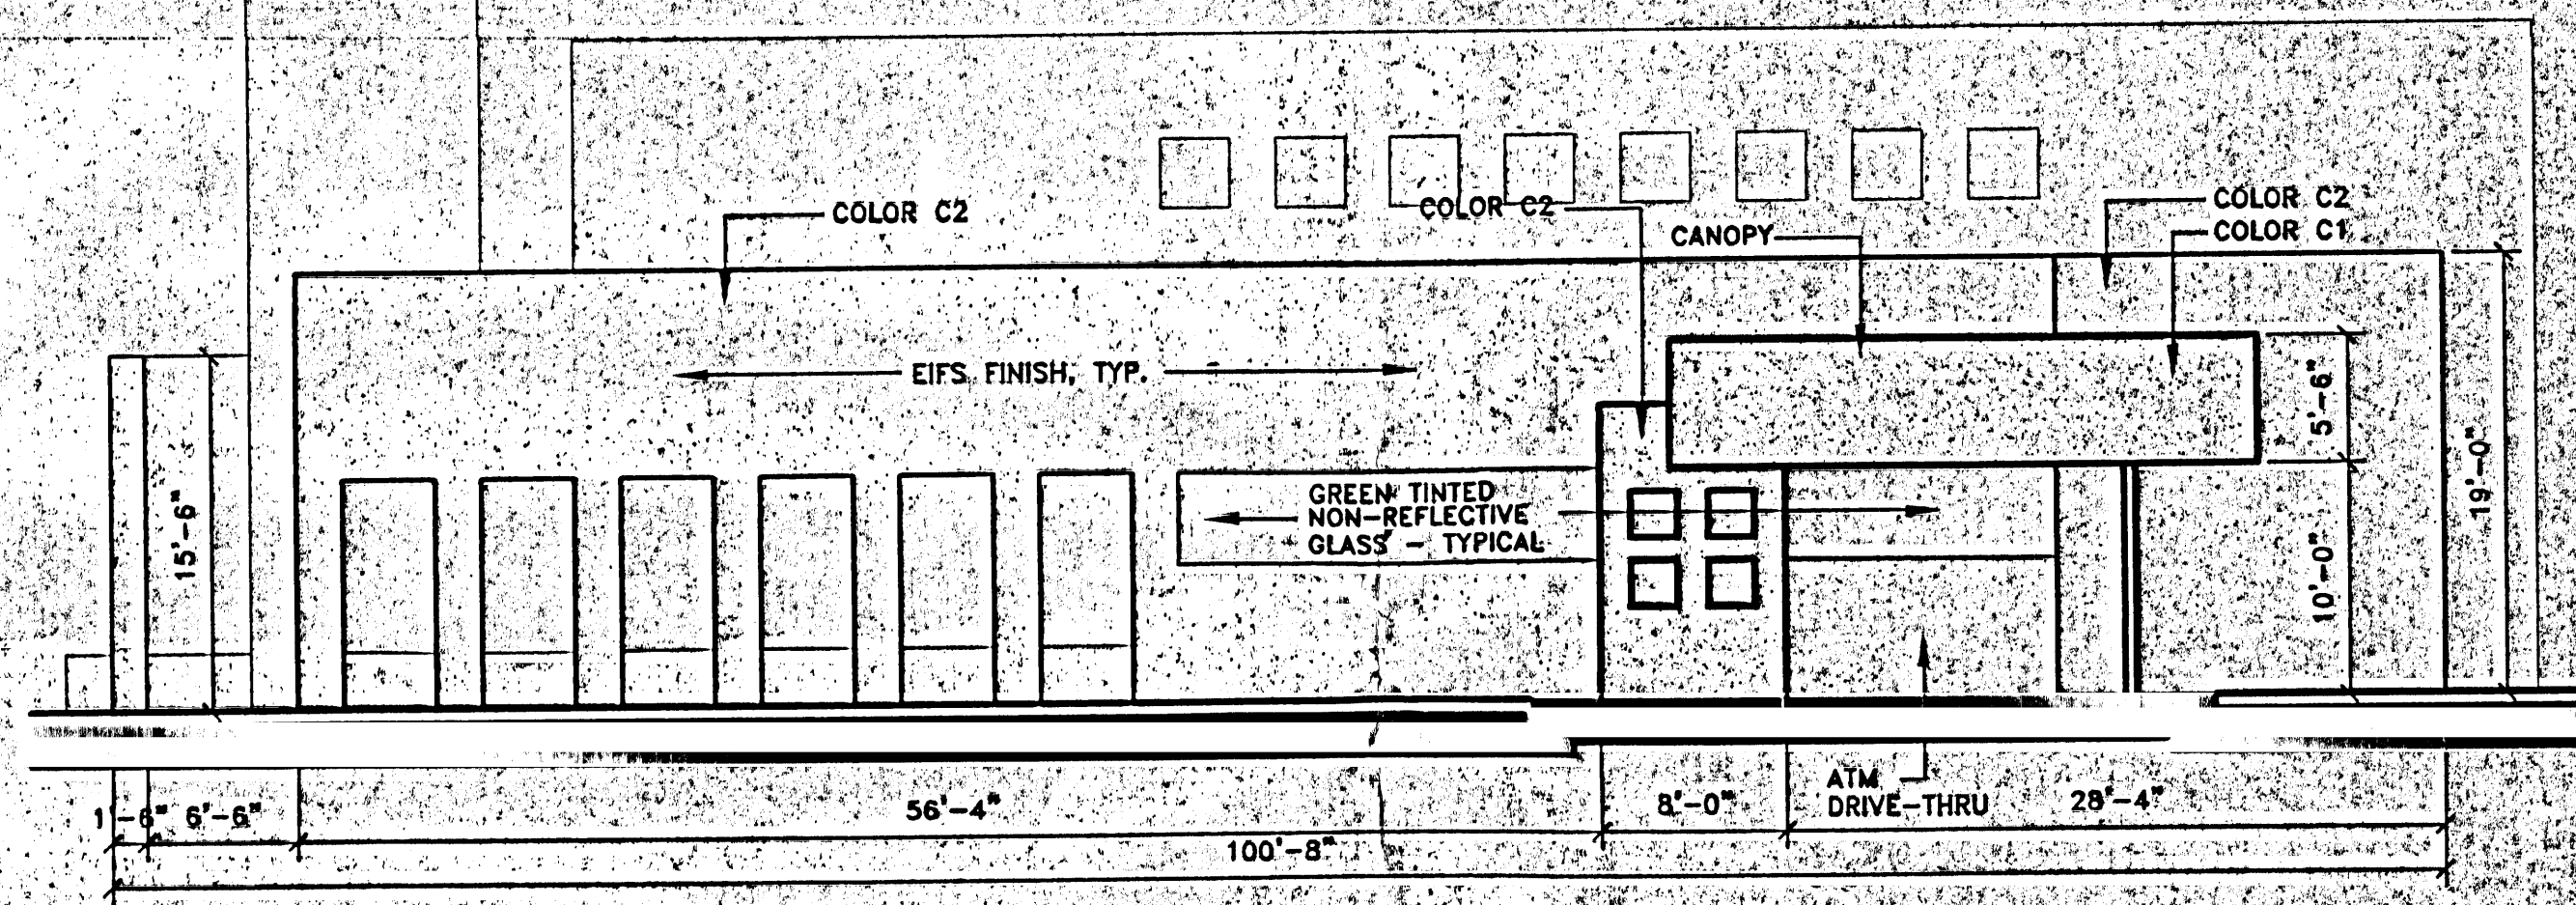 COLOR C2
COLOR C2
CANOPY
COLOR C2
COLOR C1
EIFS FINISH, TYP.
GREEN TINTED
NON-REFLECTIVE
GLASS - TYPICAL
15'-6"
5'-6"
10'-0"
19'-0"
1'-6"
6'-6"
56'-4"
8'-0"
ATM
DRIVE-THRU
28'-4"
100'-8"